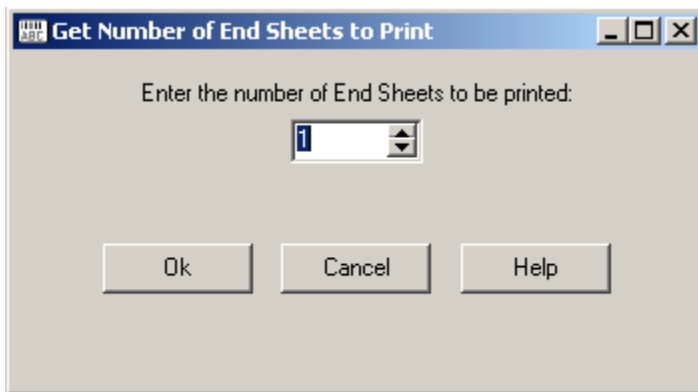 Get Number of End Sheets to Print
Enter the number of End Sheets to be printed:
1
Ok Cancel Help